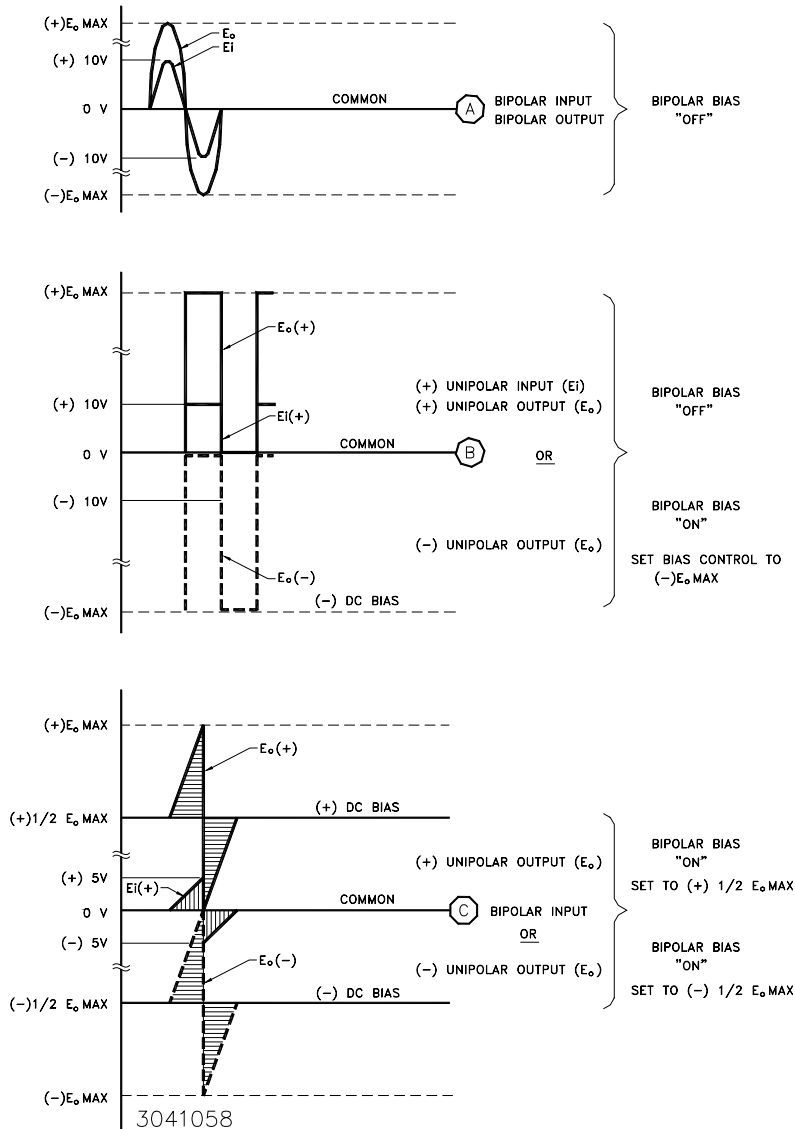 (+)Eₒ MAX
Eₒ
Ei
(+) 10V
0 V
COMMON
A
BIPOLAR INPUT
BIPOLAR OUTPUT
BIPOLAR BIAS
"OFF"
(−) 10V
(−)Eₒ MAX
(+)Eₒ MAX
Eₒ(+)
(+) 10V
Ei(+)
(+) UNIPOLAR INPUT (Ei)
(+) UNIPOLAR OUTPUT (Eₒ)
BIPOLAR BIAS
"OFF"
0 V
COMMON
B
OR
(−) 10V
(−) UNIPOLAR OUTPUT (Eₒ)
BIPOLAR BIAS
"ON"
SET BIAS CONTROL TO
(−)Eₒ MAX
Eₒ(−)
(−) DC BIAS
(−)Eₒ MAX
(+)Eₒ MAX
Eₒ(+)
(+)1/2 Eₒ MAX
(+) DC BIAS
(+) 5V
Ei(+)
(+) UNIPOLAR OUTPUT (Eₒ)
BIPOLAR BIAS
"ON"
SET TO (+) 1/2 Eₒ MAX
0 V
COMMON
C
BIPOLAR INPUT
OR
(−) 5V
Eₒ(−)
(−) UNIPOLAR OUTPUT (Eₒ)
BIPOLAR BIAS
"ON"
SET TO (−) 1/2 Eₒ MAX
(−)1/2 Eₒ MAX
(−) DC BIAS
(−)Eₒ MAX
3041058